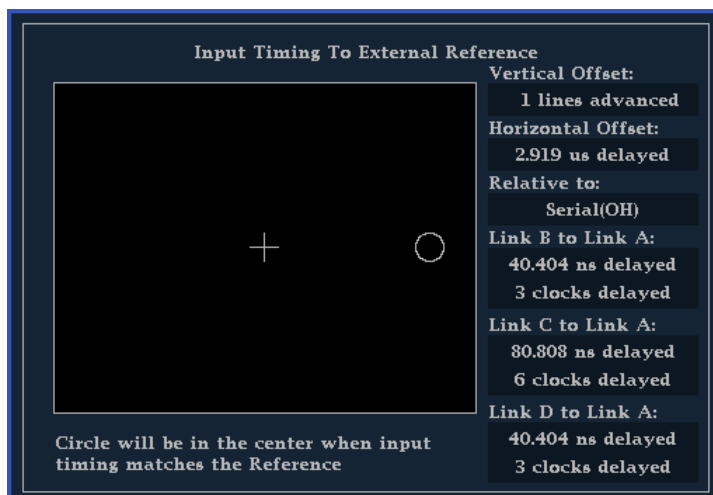 Input Timing To External Reference
Vertical Offset:
1 lines advanced
Horizontal Offset:
2.919 us delayed
Relative to:
Serial(OH)
Link B to Link A:
40.404 ns delayed
3 clocks delayed
Link C to Link A:
80.808 ns delayed
6 clocks delayed
Link D to Link A:
40.404 ns delayed
3 clocks delayed
Circle will be in the center when input
timing matches the Reference